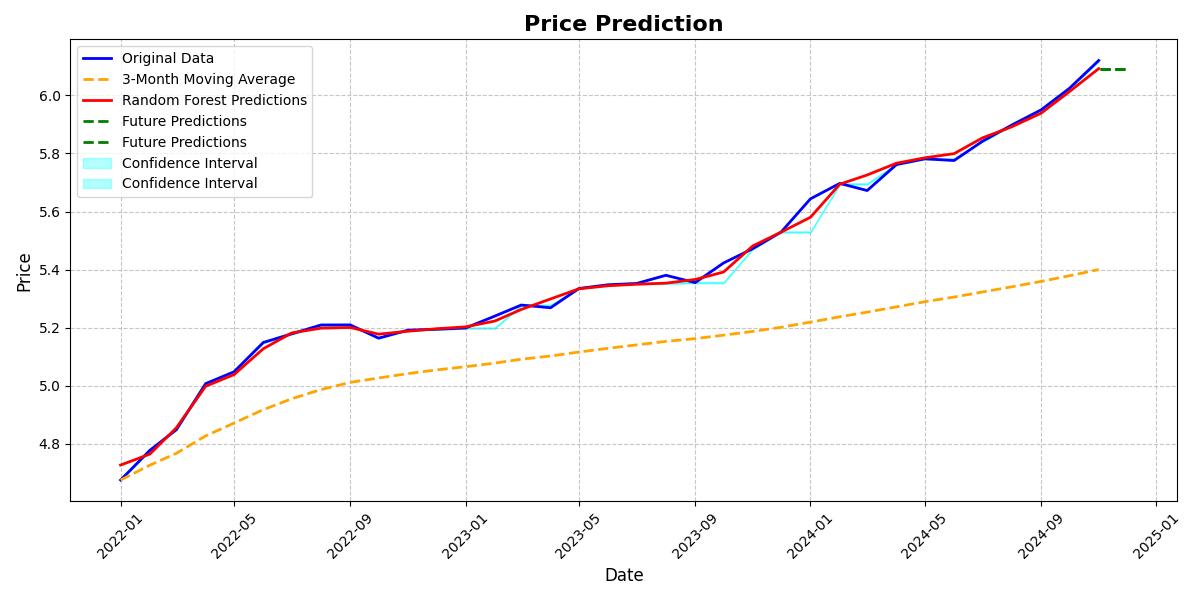 Price Prediction
Original Data
3-Month Moving Average
Random Forest Predictions
Future Predictions
Future Predictions
Confidence Interval
Confidence Interval
Price
6.0
5.8
5.6
5.4
5.2
5.0
4.8
2022-01
2022-05
2022-09
2023-01
2023-05
2023-09
2024-01
2024-05
2024-09
2025-01
Date